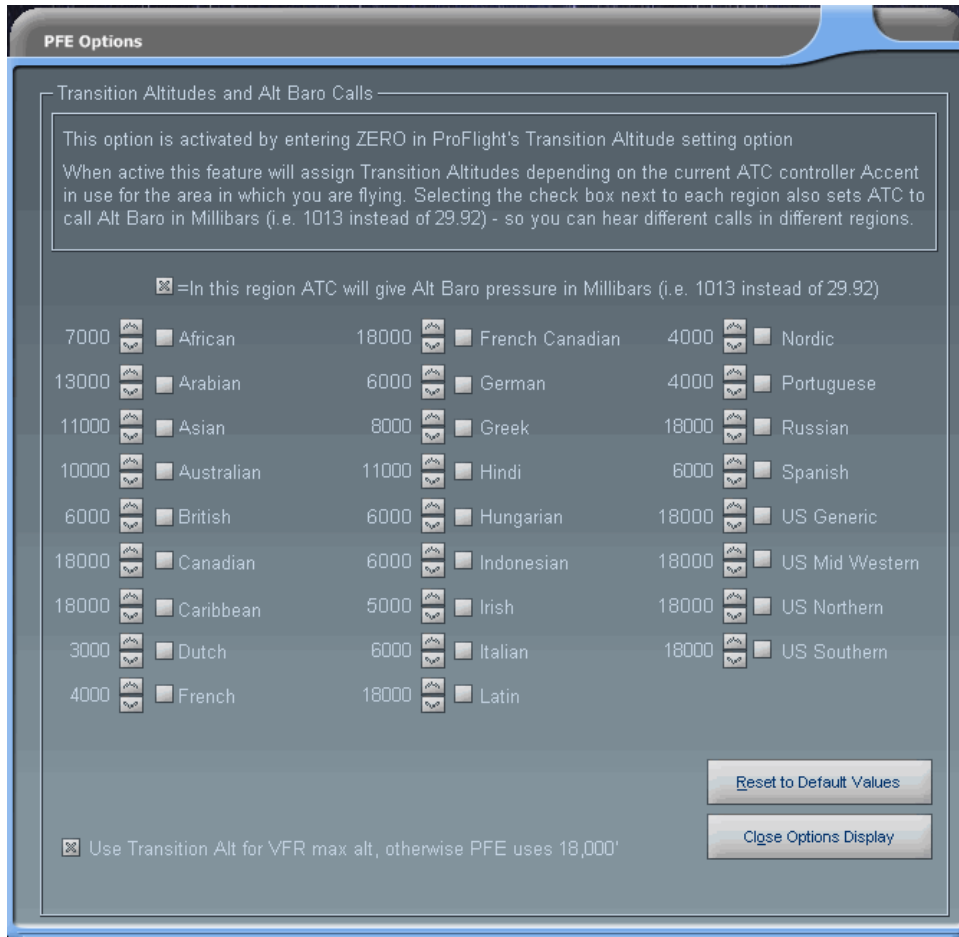 PFE Options
Transition Altitudes and Alt Baro Calls
This option is activated by entering ZERO in ProFlight's Transition Altitude setting option
When active this feature will assign Transition Altitudes depending on the current ATC controller Accent
in use for the area in which you are flying. Selecting the check box next to each region also sets ATC to
call Alt Baro in Millibars (i.e. 1013 instead of 29.92) - so you can hear different calls in different regions.
=In this region ATC will give Alt Baro pressure in Millibars (i.e. 1013 instead of 29.92)
7000 African 18000 French Canadian 4000 Nordic
13000 Arabian 6000 German 4000 Portuguese
11000 Asian 8000 Greek 18000 Russian
10000 Australian 11000 Hindi 6000 Spanish
6000 British 6000 Hungarian 18000 US Generic
18000 Canadian 6000 Indonesian 18000 US Mid Western
18000 Caribbean 5000 Irish 18000 US Northern
3000 Dutch 6000 Italian 18000 US Southern
4000 French 18000 Latin
Reset to Default Values
Use Transition Alt for VFR max alt, otherwise PFE uses 18,000'
Close Options Display